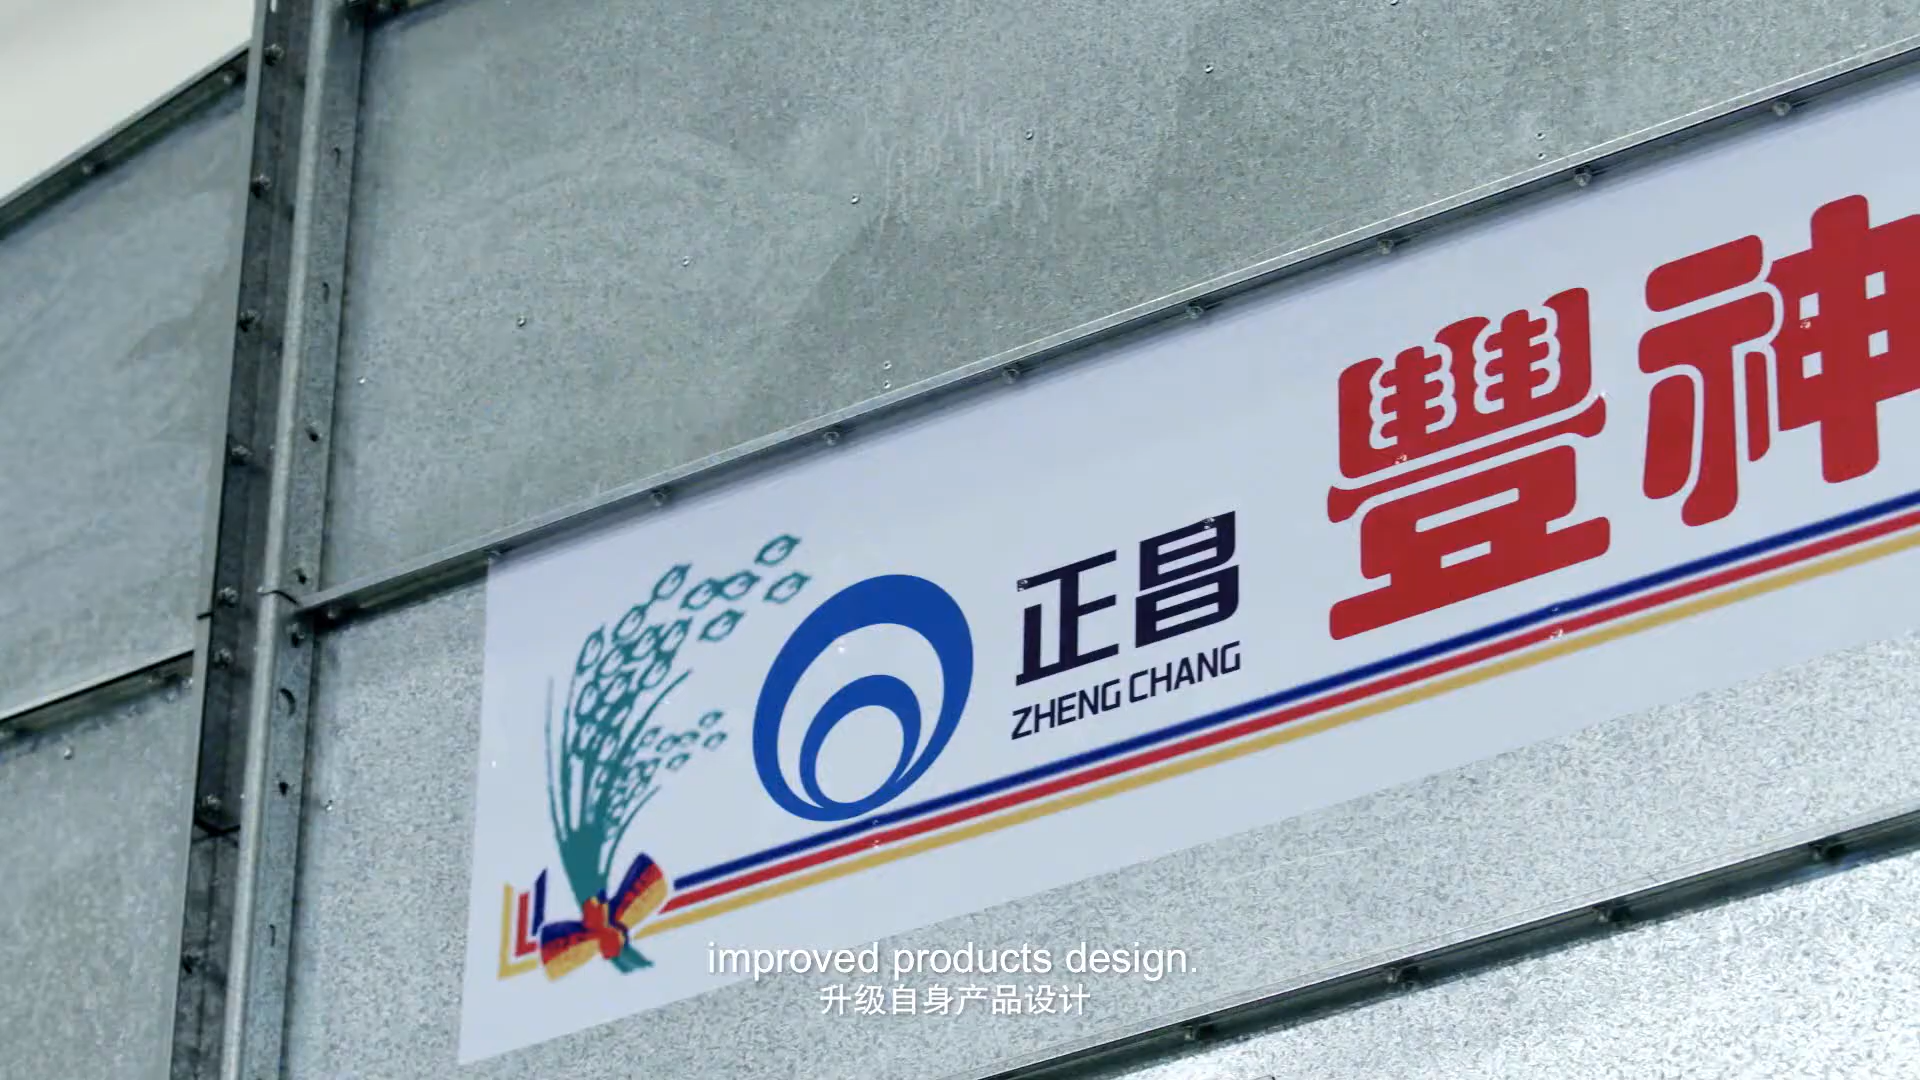 正昌
ZHENG CHANG
豐神
improved products design.
升级自身产品设计